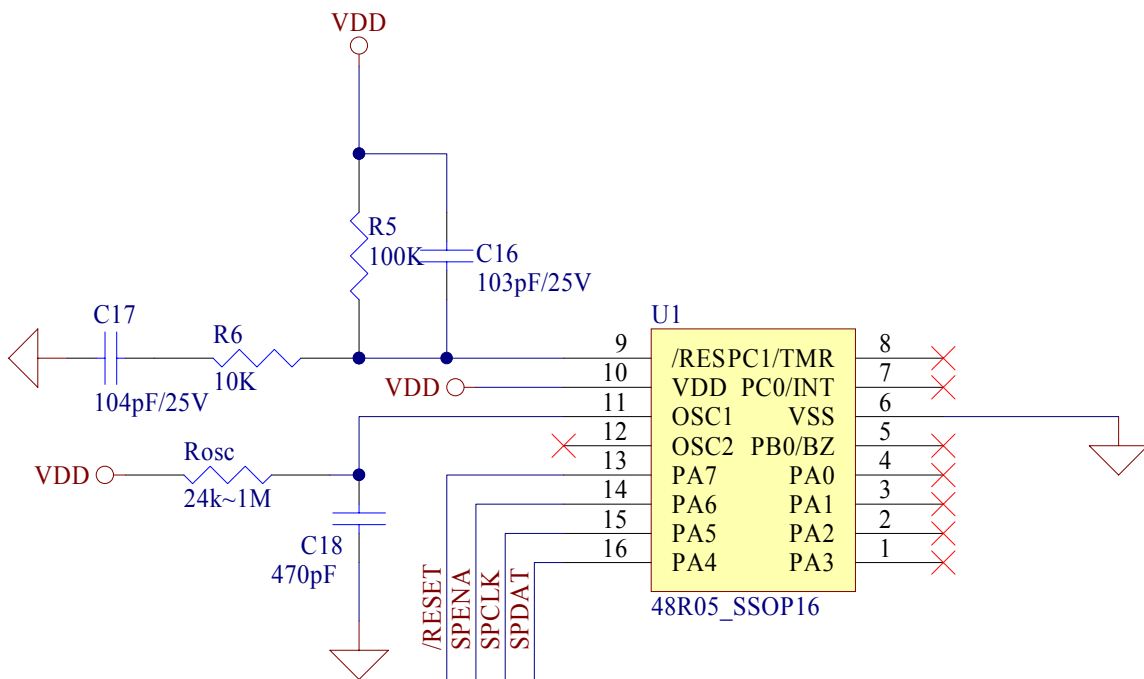 VDD
R5
100K
C16
103pF/25V
C17
104pF/25V
R6
10K
VDD
VDD
Rosc
24k~1M
C18
470pF
/RESET
SPENA
SPCLK
SPDAT
U1
9 /RES PC1/TMR 8
10 VDD PC0/INT 7
11 OSC1 VSS 6
12 OSC2 PB0/BZ 5
13 PA7 PA0 4
14 PA6 PA1 3
15 PA5 PA2 2
16 PA4 PA3 1
48R05_SSOP16